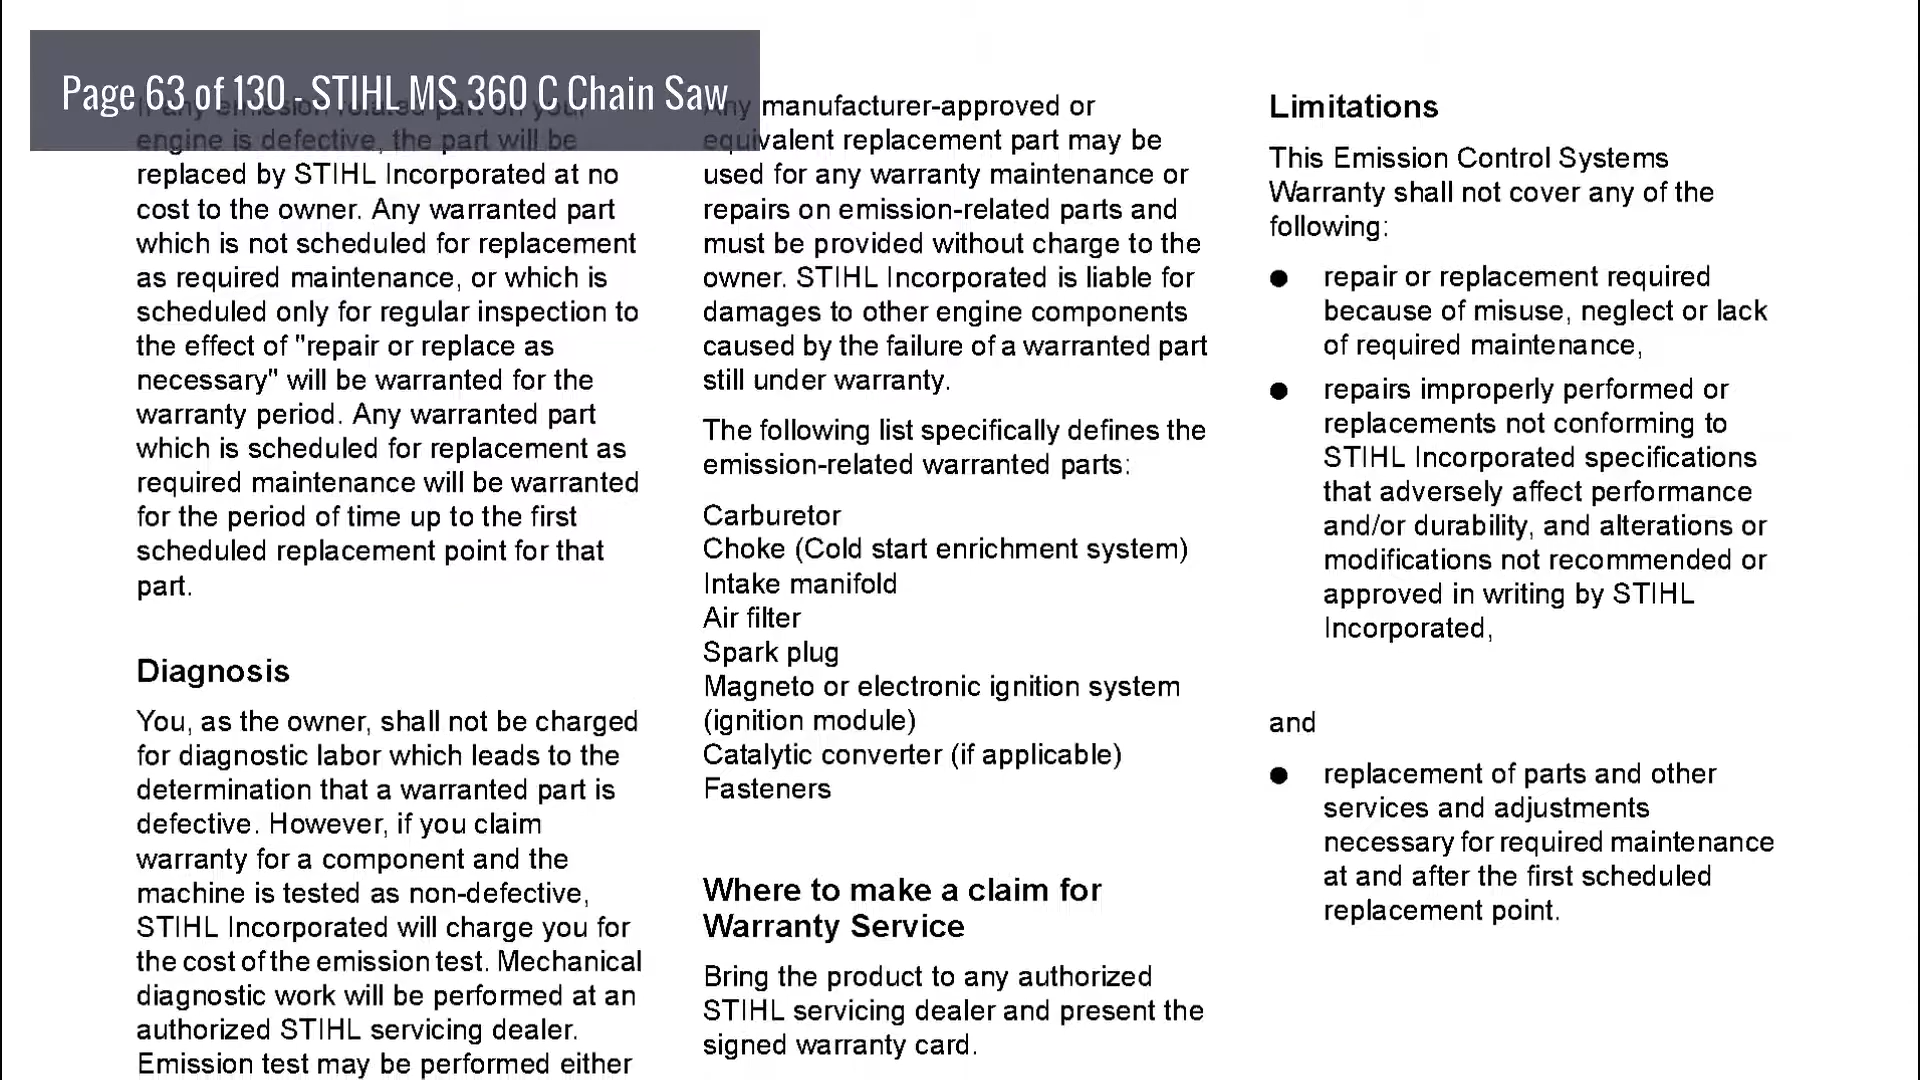 Page 63 of 130 - STIHL MS 360 C Chain Saw
engine is defective, the part will be
replaced by STIHL Incorporated at no
cost to the owner. Any warranted part
which is not scheduled for replacement
as required maintenance, or which is
scheduled only for regular inspection to
the effect of "repair or replace as
necessary" will be warranted for the
warranty period. Any warranted part
which is scheduled for replacement as
required maintenance will be warranted
for the period of time up to the first
scheduled replacement point for that
part.
Diagnosis
You, as the owner, shall not be charged
for diagnostic labor which leads to the
determination that a warranted part is
defective. However, if you claim
warranty for a component and the
machine is tested as non-defective,
STIHL Incorporated will charge you for
the cost of the emission test. Mechanical
diagnostic work will be performed at an
authorized STIHL servicing dealer.
Emission test may be performed either
Any manufacturer-approved or
equivalent replacement part may be
used for any warranty maintenance or
repairs on emission-related parts and
must be provided without charge to the
owner. STIHL Incorporated is liable for
damages to other engine components
caused by the failure of a warranted part
still under warranty.
The following list specifically defines the
emission-related warranted parts:
Carburetor
Choke (Cold start enrichment system)
Intake manifold
Air filter
Spark plug
Magneto or electronic ignition system
(ignition module)
Catalytic converter (if applicable)
Fasteners
Where to make a claim for
Warranty Service
Bring the product to any authorized
STIHL servicing dealer and present the
signed warranty card.
Limitations
This Emission Control Systems
Warranty shall not cover any of the
following:
● repair or replacement required
because of misuse, neglect or lack
of required maintenance,
● repairs improperly performed or
replacements not conforming to
STIHL Incorporated specifications
that adversely affect performance
and/or durability, and alterations or
modifications not recommended or
approved in writing by STIHL
Incorporated,
and
● replacement of parts and other
services and adjustments
necessary for required maintenance
at and after the first scheduled
replacement point.